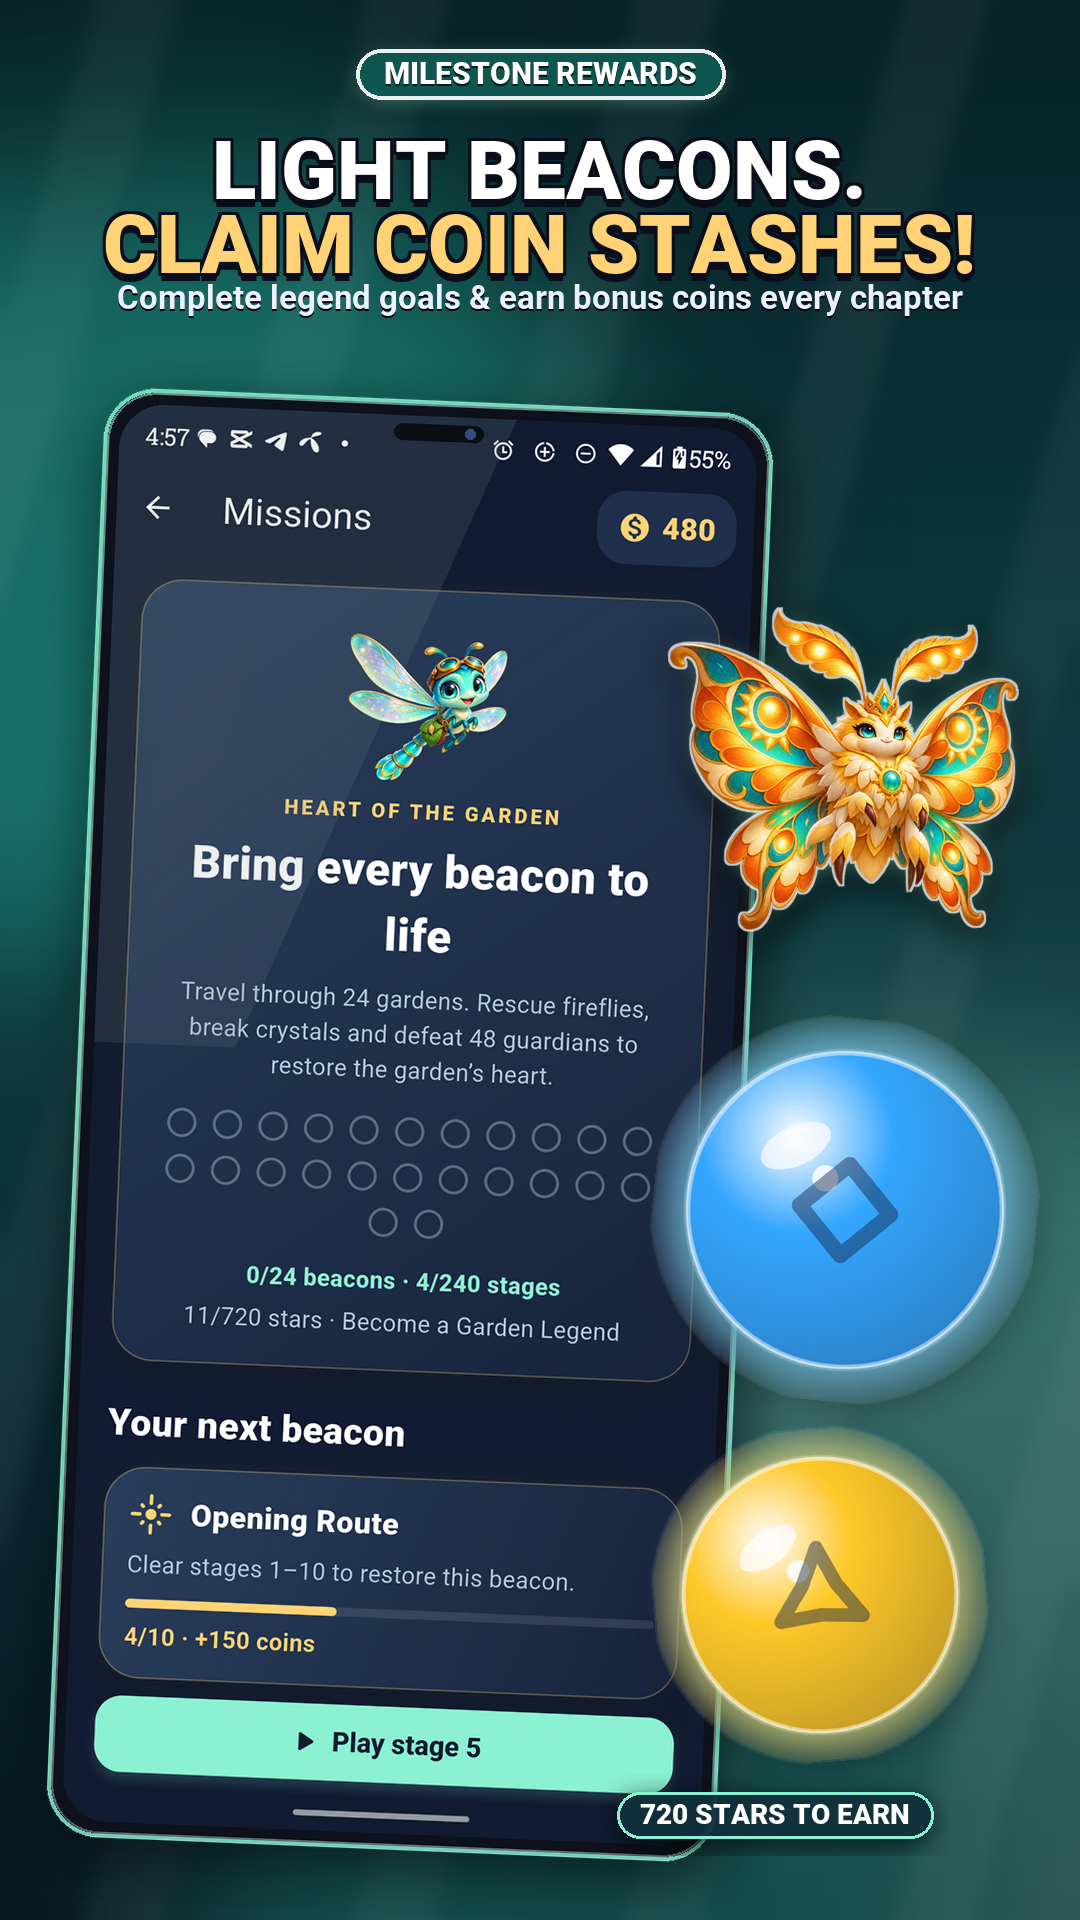 MILESTONE REWARDS
LIGHT BEACONS.
CLAIM COIN STASHES!
Complete legend goals & earn bonus coins every chapter
4:57
55%
Missions
480
HEART OF THE GARDEN
Bring every beacon to
life
Travel through 24 gardens. Rescue fireflies,
break crystals and defeat 48 guardians to
restore the garden’s heart.
0/24 beacons · 4/240 stages
11/720 stars · Become a Garden Legend
Your next beacon
Opening Route
Clear stages 1–10 to restore this beacon.
4/10 · +150 coins
Play stage 5
720 STARS TO EARN